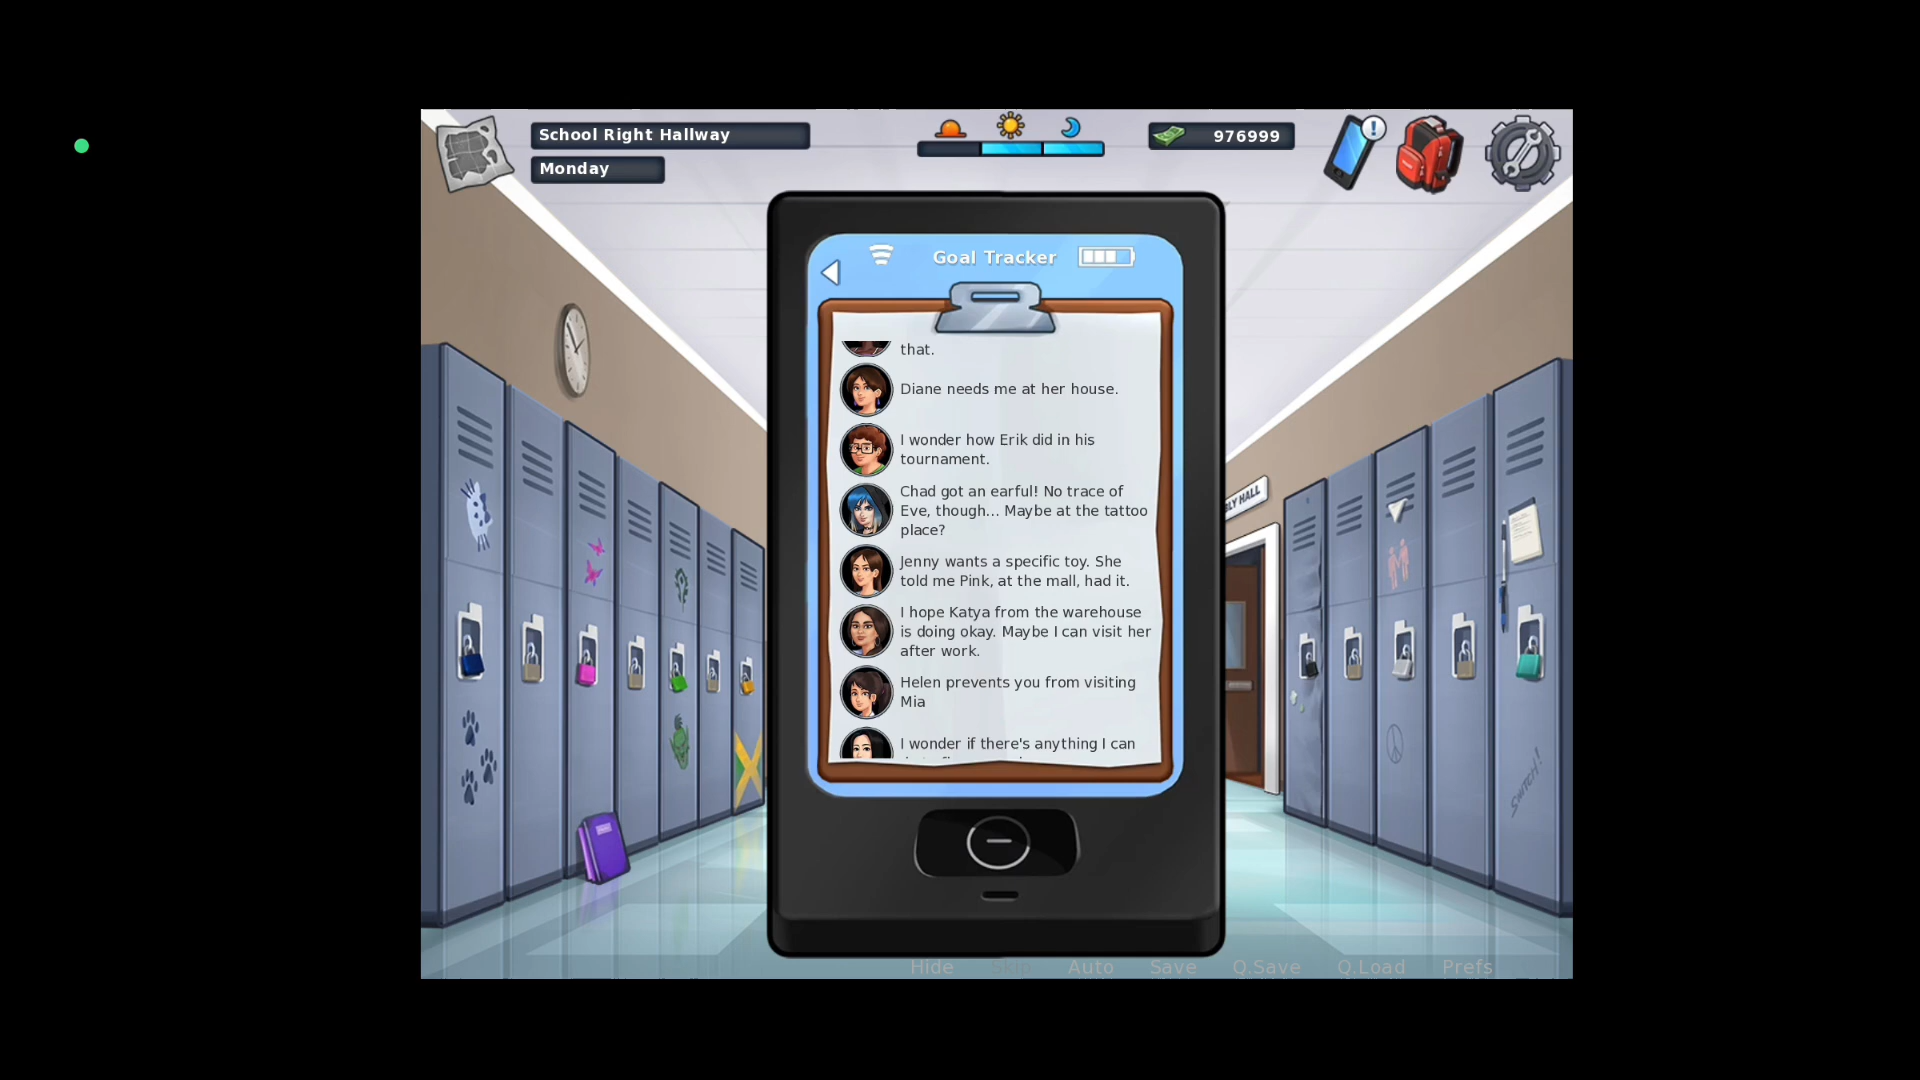 School Right Hallway
Monday
976999
!
Goal Tracker
that.
Diane needs me at her house.
I wonder how Erik did in his
tournament.
Chad got an earful! No trace of
Eve, though... Maybe at the tattoo
place?
Jenny wants a specific toy. She
told me Pink, at the mall, had it.
I hope Katya from the warehouse
is doing okay. Maybe I can visit her
after work.
Helen prevents you from visiting
Mia
I wonder if there's anything I can
BLY HALL
SWITCH!
Hide Skip Auto Save Q.Save Q.Load Prefs